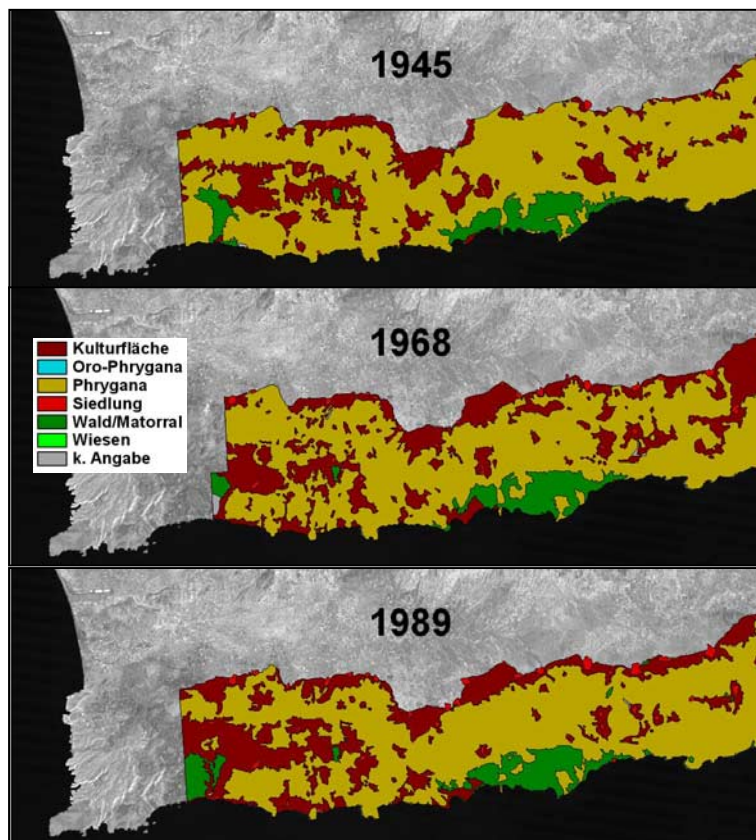 1945
1968
Kulturfläche
Oro-Phrygana
Phrygana
Siedlung
Wald/Matorral
Wiesen
k. Angabe
1989